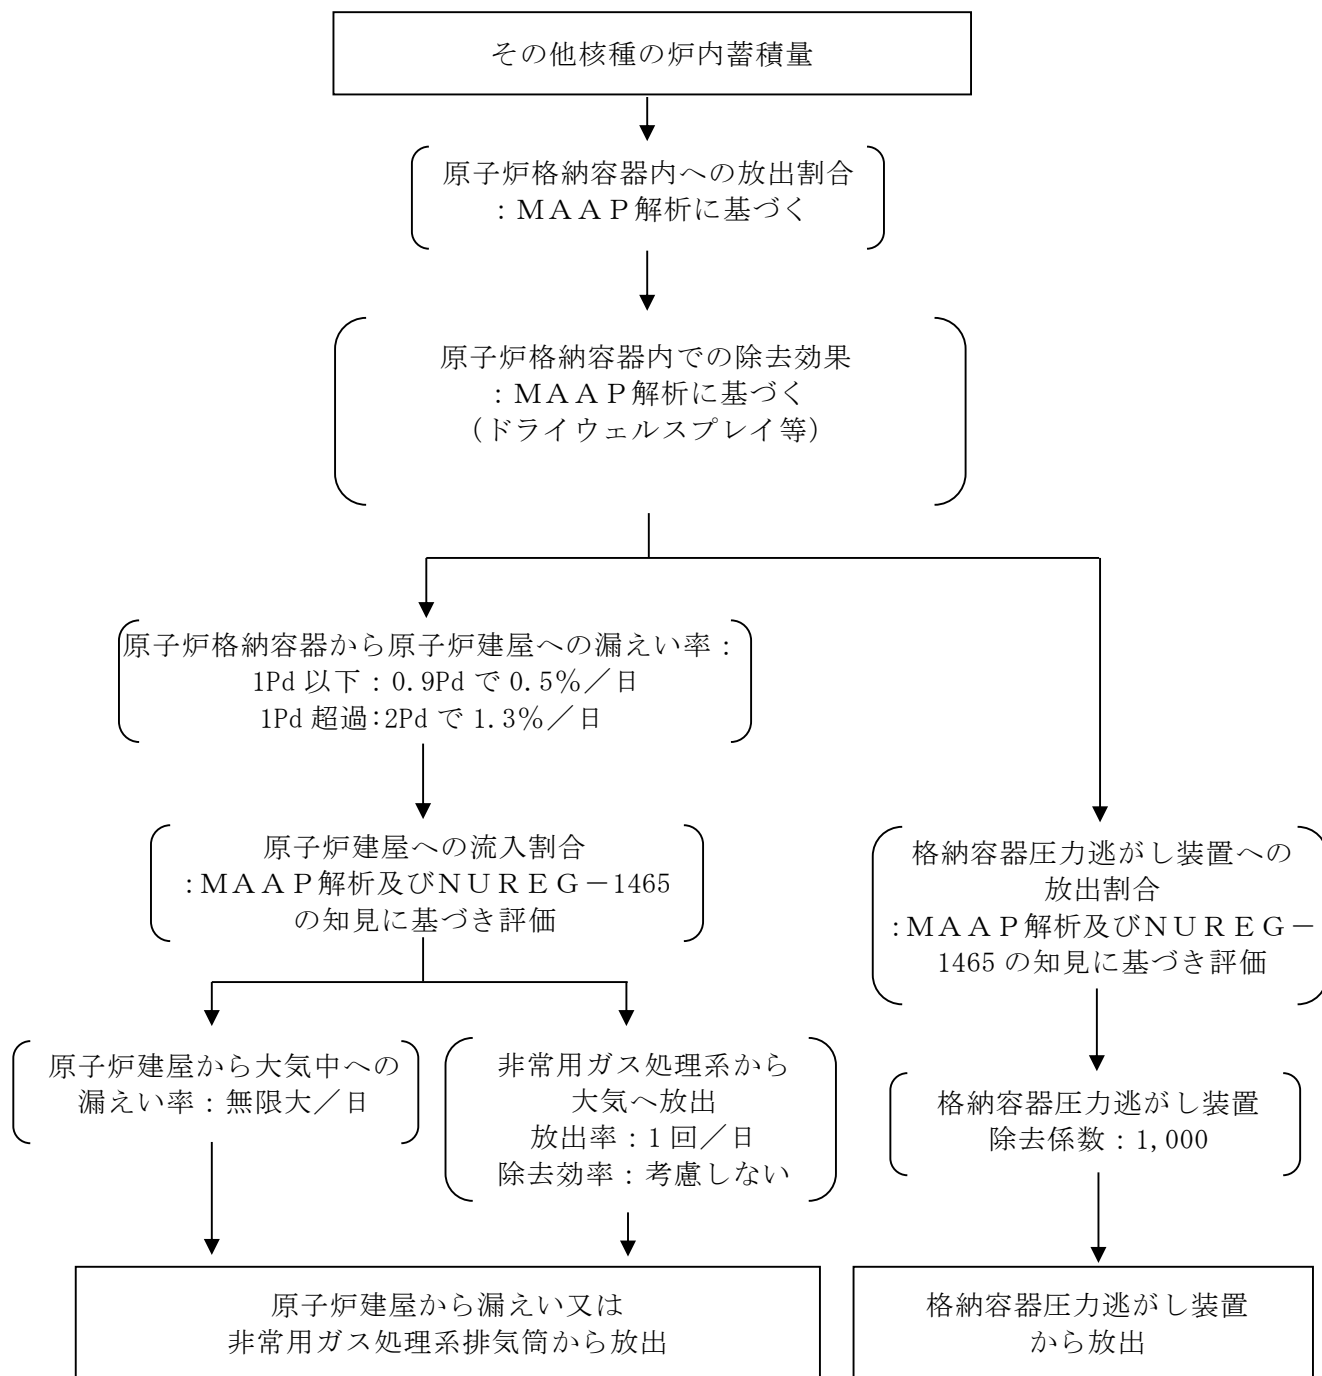 その他核種の炉内蓄積量
原子炉格納容器内への放出割合
：ＭＡＡＰ解析に基づく
原子炉格納容器内での除去効果
：ＭＡＡＰ解析に基づく
（ドライウェルスプレイ等）
原子炉格納容器から原子炉建屋への漏えい率：
1Pd 以下：0.9Pd で 0.5％／日
1Pd 超過：2Pd で 1.3％／日
原子炉建屋への流入割合
：ＭＡＡＰ解析及びＮＵＲＥＧ－1465
の知見に基づき評価
格納容器圧力逃がし装置への
放出割合
：ＭＡＡＰ解析及びＮＵＲＥＧ－
1465 の知見に基づき評価
原子炉建屋から大気中への
漏えい率：無限大／日
非常用ガス処理系から
大気へ放出
放出率：1 回／日
除去効率：考慮しない
格納容器圧力逃がし装置
除去係数：1,000
原子炉建屋から漏えい又は
非常用ガス処理系排気筒から放出
格納容器圧力逃がし装置
から放出